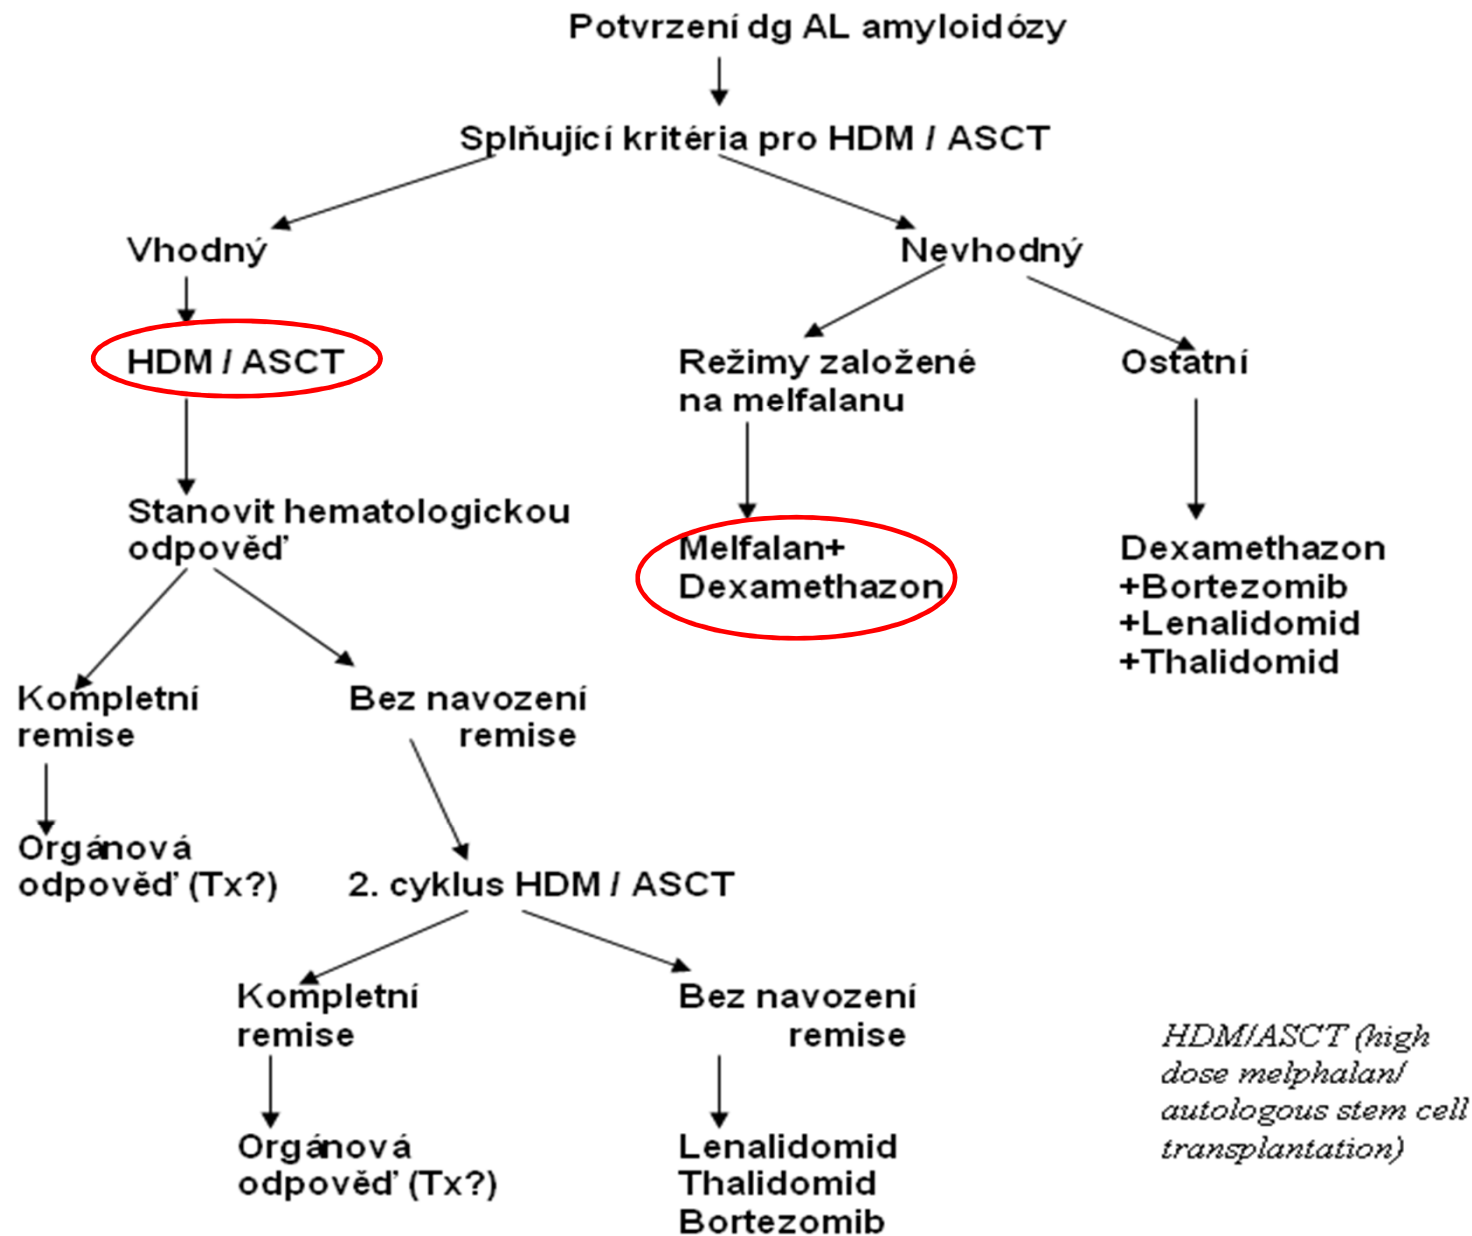 Potvrzení dg AL amyloidózy
Splňující kritéria pro HDM / ASCT
Vhodný
Nevhodný
HDM / ASCT
Režimy založené
na melfalanu
Ostatní
Stanovit hematologickou
odpověď
Melfalan+
Dexamethazon
Dexamethazon
+Bortezomib
+Lenalidomid
+Thalidomid
Kompletní
remise
Bez navození
remise
Orgánová
odpověď (Tx?)
2. cyklus HDM / ASCT
Kompletní
remise
Bez navození
remise
Orgánová
odpověď (Tx?)
Lenalidomid
Thalidomid
Bortezomib
HDM/ASCT (high
dose melphalan/
autologous stem cell
transplantation)